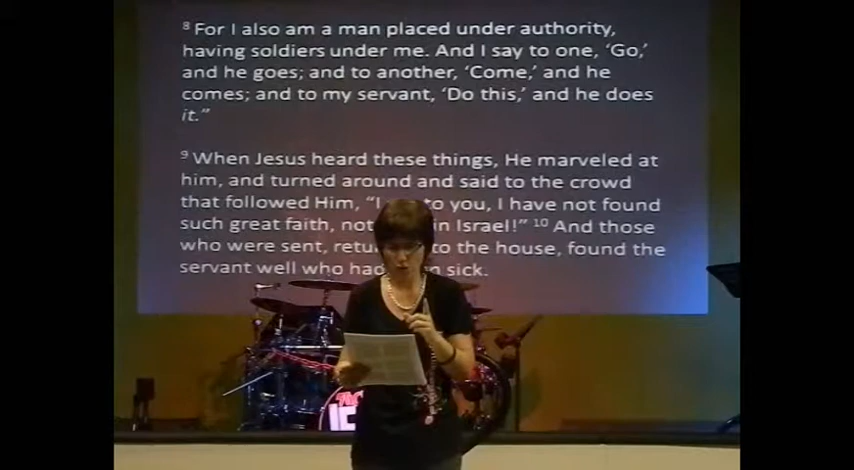 ⁸ For I also am a man placed under authority,
having soldiers under me. And I say to one, ‘Go,’
and he goes; and to another, ‘Come,’ and he
comes; and to my servant, ‘Do this,’ and he does
it.”
⁹ When Jesus heard these things, He marveled at
him, and turned around and said to the crowd
that followed Him, “I to you, I have not found
such great faith, not in Israel!” ¹⁰ And those
who were sent, to the house, found the
servant well who sick.